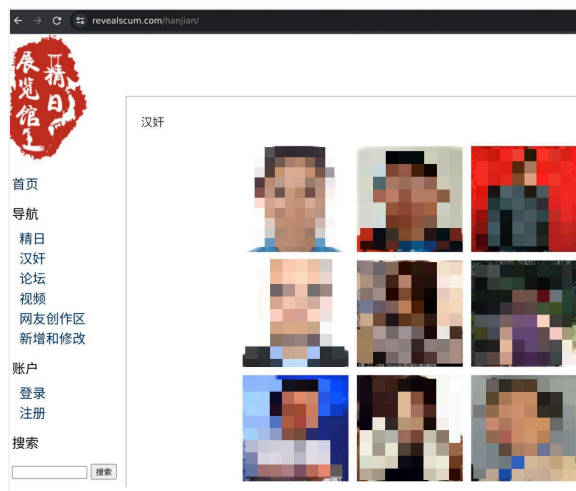 revealscum.com/hanjian/
精日
展览馆
汉奸
首页
导航
精日
汉奸
论坛
视频
网友创作区
新增和修改
账户
登录
注册
搜索
搜索